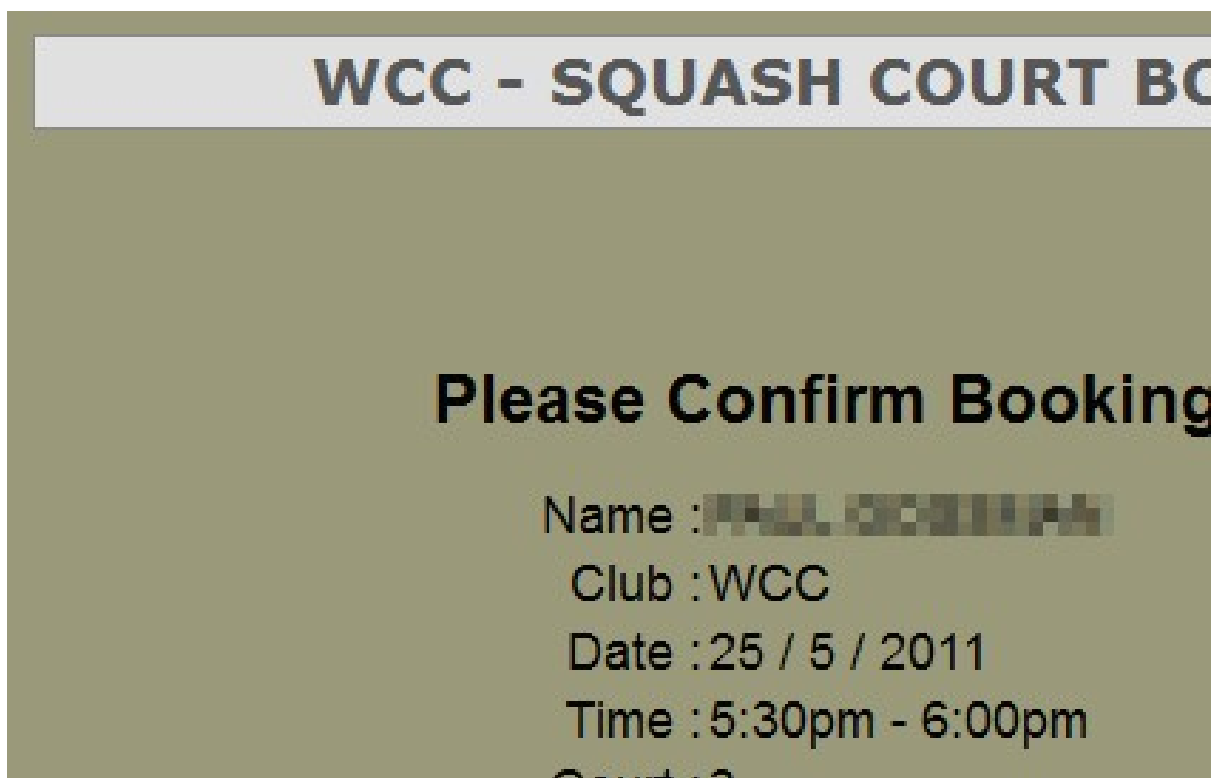 WCC - SQUASH COURT BO
Please Confirm Booking
Name :
Club : WCC
Date : 25 / 5 / 2011
Time : 5:30pm - 6:00pm